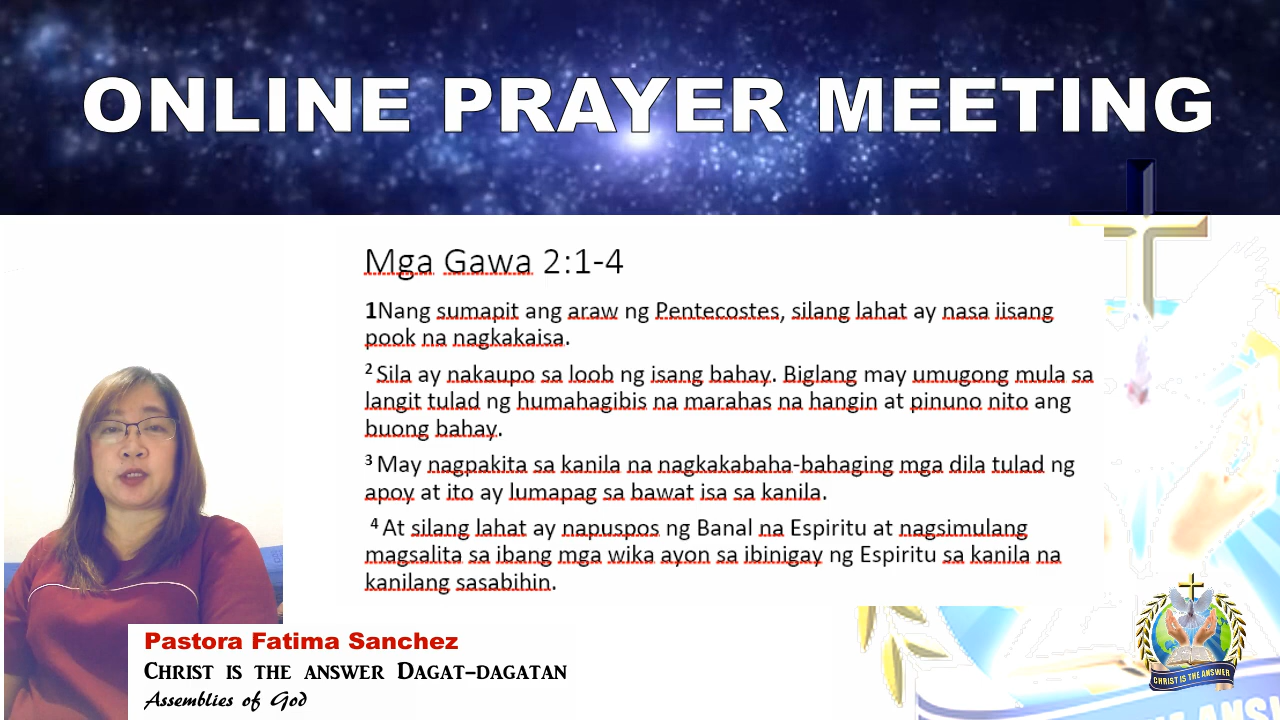 ONLINE PRAYER MEETING
Mga Gawa 2:1-4
1Nang sumapit ang araw ng Pentecostes, silang lahat ay nasa iisang
pook na nagkakaisa.
2 Sila ay nakaupo sa loob ng isang bahay. Biglang may umugong mula sa
langit tulad ng humahagibis na marahas na hangin at pinuno nito ang
buong bahay.
3 May nagpakita sa kanila na nagkakabaha-bahaging mga dila tulad ng
apoy at ito ay lumapag sa bawat isa sa kanila.
4 At silang lahat ay napuspos ng Banal na Espiritu at nagsimulang
magsalita sa ibang mga wika ayon sa ibinigay ng Espiritu sa kanila na
kanilang sasabihin.
Pastora Fatima Sanchez
Christ is the answer Dagat-dagatan
Assemblies of God
CHRIST IS THE ANSWER